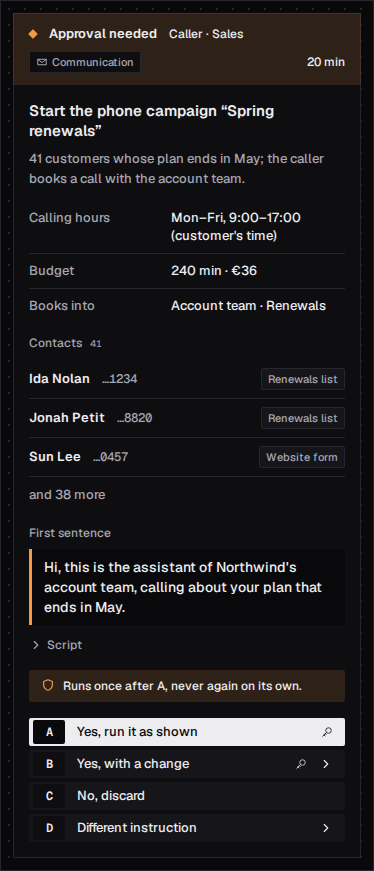 Approval needed Caller · Sales
Communication 20 min
Start the phone campaign “Spring
renewals”
41 customers whose plan ends in May; the caller
books a call with the account team.
Calling hours Mon–Fri, 9:00–17:00
(customer's time)
Budget 240 min · €36
Books into Account team · Renewals
Contacts 41
Ida Nolan …1234 Renewals list
Jonah Petit …8820 Renewals list
Sun Lee …0457 Website form
and 38 more
First sentence
Hi, this is the assistant of Northwind's
account team, calling about your plan that
ends in May.
Script
Runs once after A, never again on its own.
A Yes, run it as shown
B Yes, with a change
C No, discard
D Different instruction